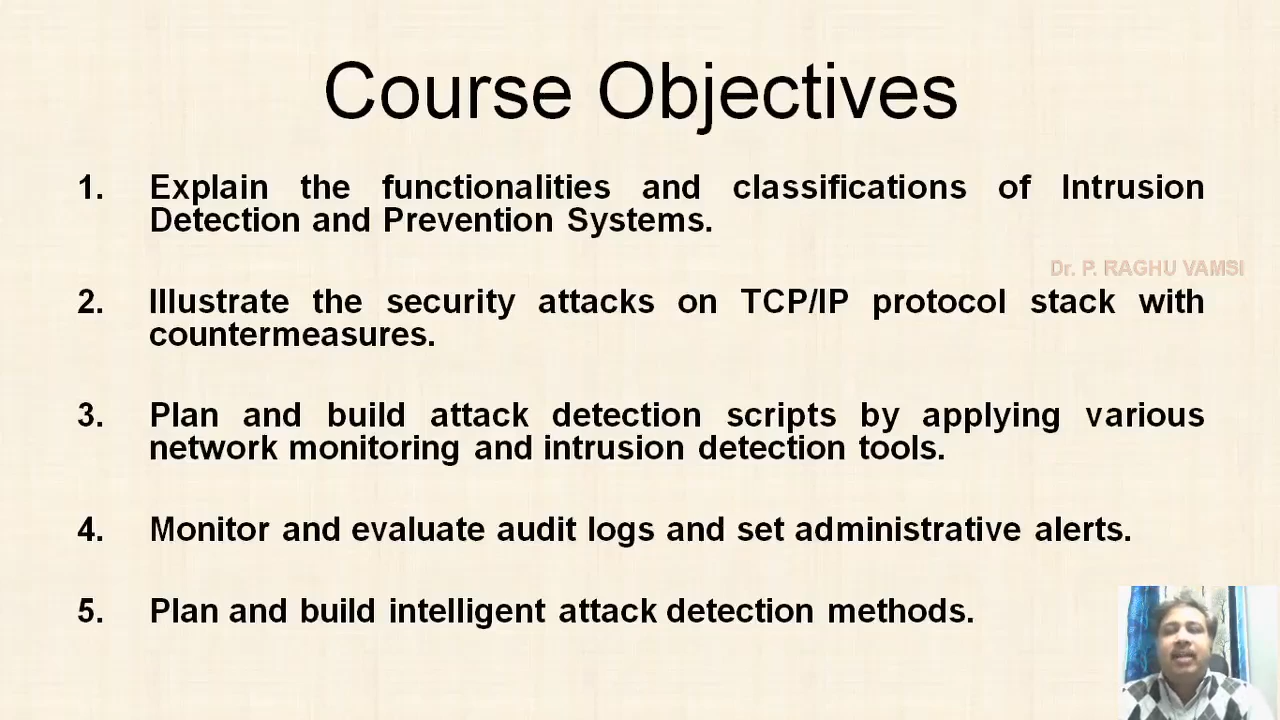 Course Objectives
1. Explain the functionalities and classifications of Intrusion
Detection and Prevention Systems.
Dr. P. RAGHU VAMSI
2. Illustrate the security attacks on TCP/IP protocol stack with
countermeasures.
3. Plan and build attack detection scripts by applying various
network monitoring and intrusion detection tools.
4. Monitor and evaluate audit logs and set administrative alerts.
5. Plan and build intelligent attack detection methods.